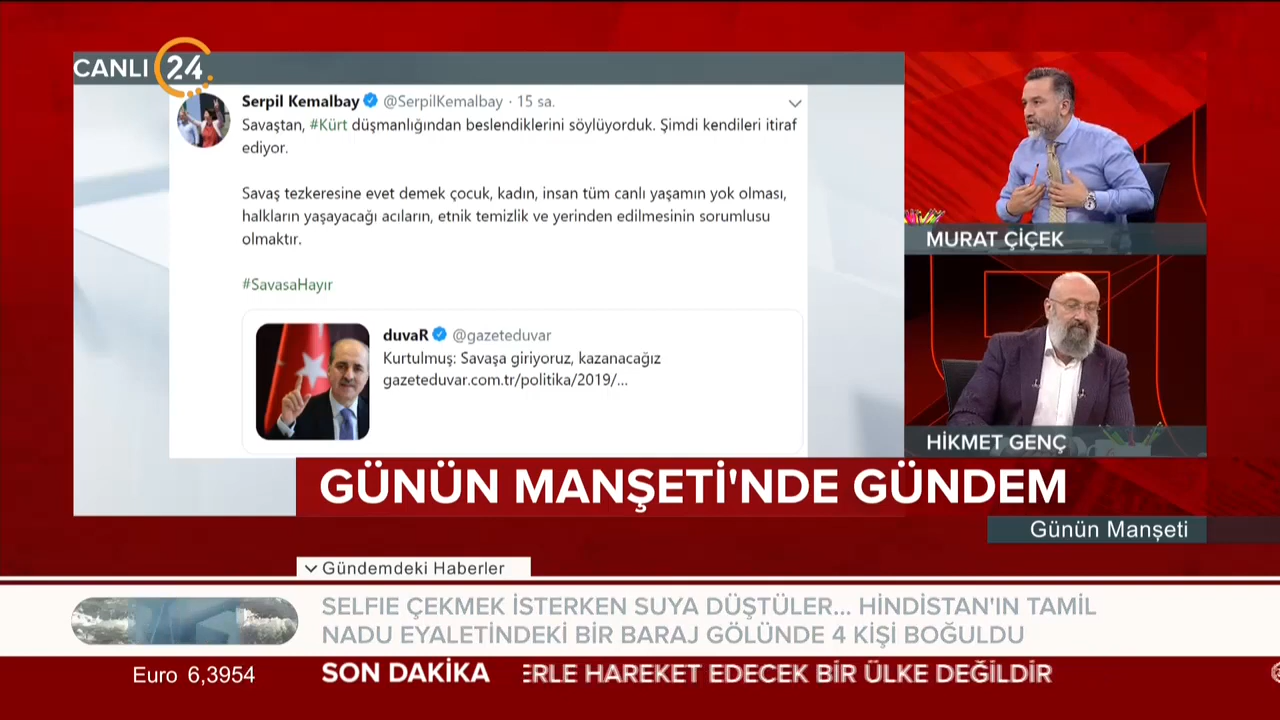 CANLI 24
Serpil Kemalbay @SerpilKemalbay · 15 sa.
Savaştan, #Kürt düşmanlığından beslendiklerini söylüyorduk. Şimdi kendileri itiraf
ediyor.
Savaş tezkeresine evet demek çocuk, kadın, insan tüm canlı yaşamın yok olması,
halkların yaşayacağı acıların, etnik temizlik ve yerinden edilmesinin sorumlusu
olmaktır.
#SavasaHayır
duvaR @gazeteduvar
Kurtulmuş: Savaşa giriyoruz, kazanacağız
gazeteduvar.com.tr/politika/2019/...
MURAT ÇİÇEK
HİKMET GENÇ
GÜNÜN MANŞETİ'NDE GÜNDEM
Günün Manşeti
Gündemdeki Haberler
SELFIE ÇEKMEK İSTERKEN SUYA DÜŞTÜLER... HİNDİSTAN'IN TAMİL
NADU EYALETİNDEKİ BİR BARAJ GÖLÜNDE 4 KİŞİ BOĞULDU
Euro 6,3954
SON DAKİKA
HAREKET EDECEK BİR ÜLKE DEĞİLDİR